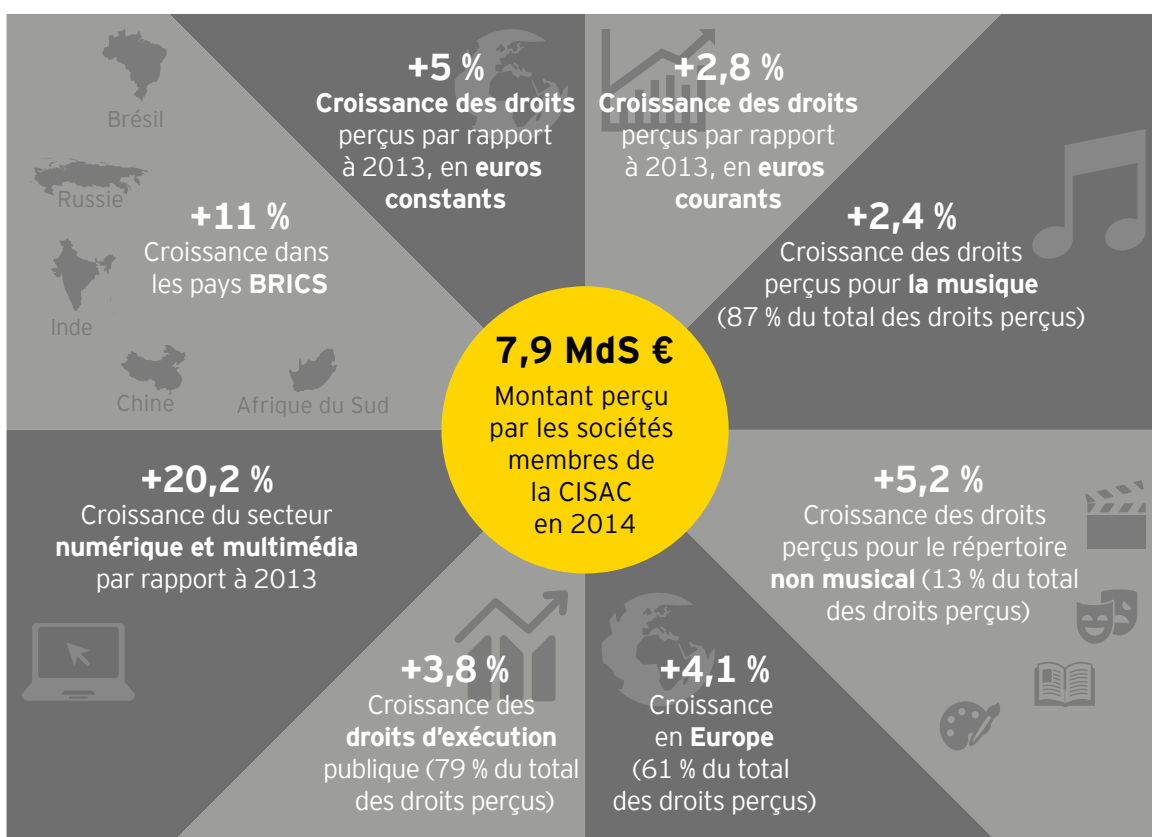 Brésil
Russie
Inde
Chine
Afrique du Sud
+11 %
Croissance dans
les pays BRICS
+5 %
Croissance des droits
perçus par rapport
à 2013, en euros
constants
+2,8 %
Croissance des droits
perçus par rapport
à 2013, en euros
courants
+2,4 %
Croissance des droits
perçus pour la musique
(87 % du total des droits perçus)
7,9 MdS €
Montant perçu
par les sociétés
membres de
la CISAC
en 2014
+20,2 %
Croissance du secteur
numérique et multimédia
par rapport à 2013
+3,8 %
Croissance des
droits d'exécution
publique (79 % du total
des droits perçus)
+4,1 %
Croissance
en Europe
(61 % du total
des droits perçus)
+5,2 %
Croissance des droits
perçus pour le répertoire
non musical (13 % du total
des droits perçus)